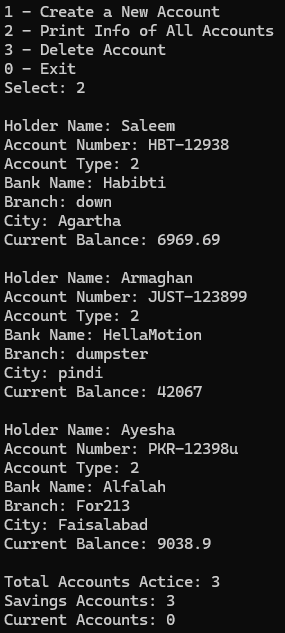 1 - Create a New Account
2 - Print Info of All Accounts
3 - Delete Account
0 - Exit
Select: 2
Holder Name: Saleem
Account Number: HBT-12938
Account Type: 2
Bank Name: Habibti
Branch: down
City: Agartha
Current Balance: 6969.69
Holder Name: Armaghan
Account Number: JUST-123899
Account Type: 2
Bank Name: HellaMotion
Branch: dumpster
City: pindi
Current Balance: 42067
Holder Name: Ayesha
Account Number: PKR-12398u
Account Type: 2
Bank Name: Alfalah
Branch: For213
City: Faisalabad
Current Balance: 9038.9
Total Accounts Actice: 3
Savings Accounts: 3
Current Accounts: 0